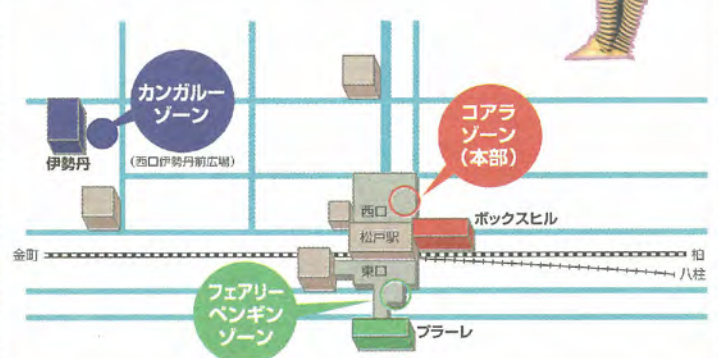 カンガルー
ゾーン
伊勢丹
(西口伊勢丹前広場)
コアラ
ゾーン
(本部)
西口
ボックスヒル
松戸駅
金町
柏
八柱
東口
フェアリー
ペンギン
ゾーン
プラーレ